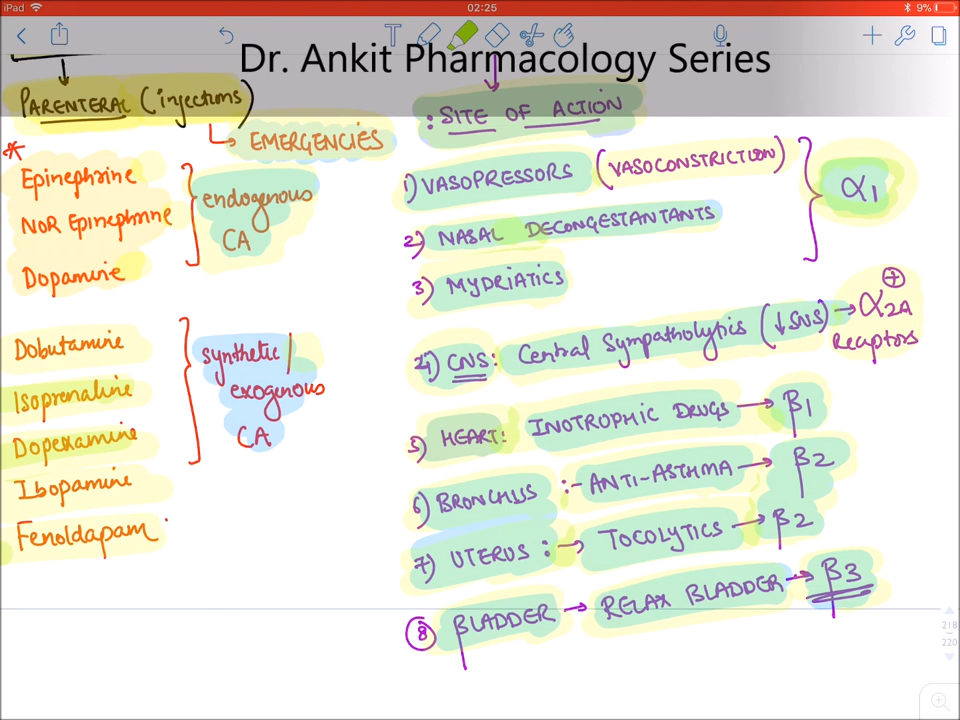 iPad 02:25 9%
Dr. Ankit Pharmacology Series
PARENTERAL (injections)
EMERGENCIES
Epinephrine
NOR Epinephrine
Dopamine
endogenous
CA
Dobutamine
Isoprenaline
Dopexamine
Ibopamine
Fenoldapam
synthetic/
exogenous
CA
: SITE OF ACTION
1) VASOPRESSORS (VASOCONSTRICTION)
2) NASAL DECONGESTANTANTS
3) MYDRIATICS
α1
4) CNS: Central Sympatholytics (↓SNS) → α2A
+
Receptors
5) HEART: INOTROPHIC DRUGS → β1
6) BRONCHUS :- ANTI-ASTHMA → β2
7) UTERUS : → TOCOLYTICS → β2
8 BLADDER → RELAX BLADDER → β3
218
220